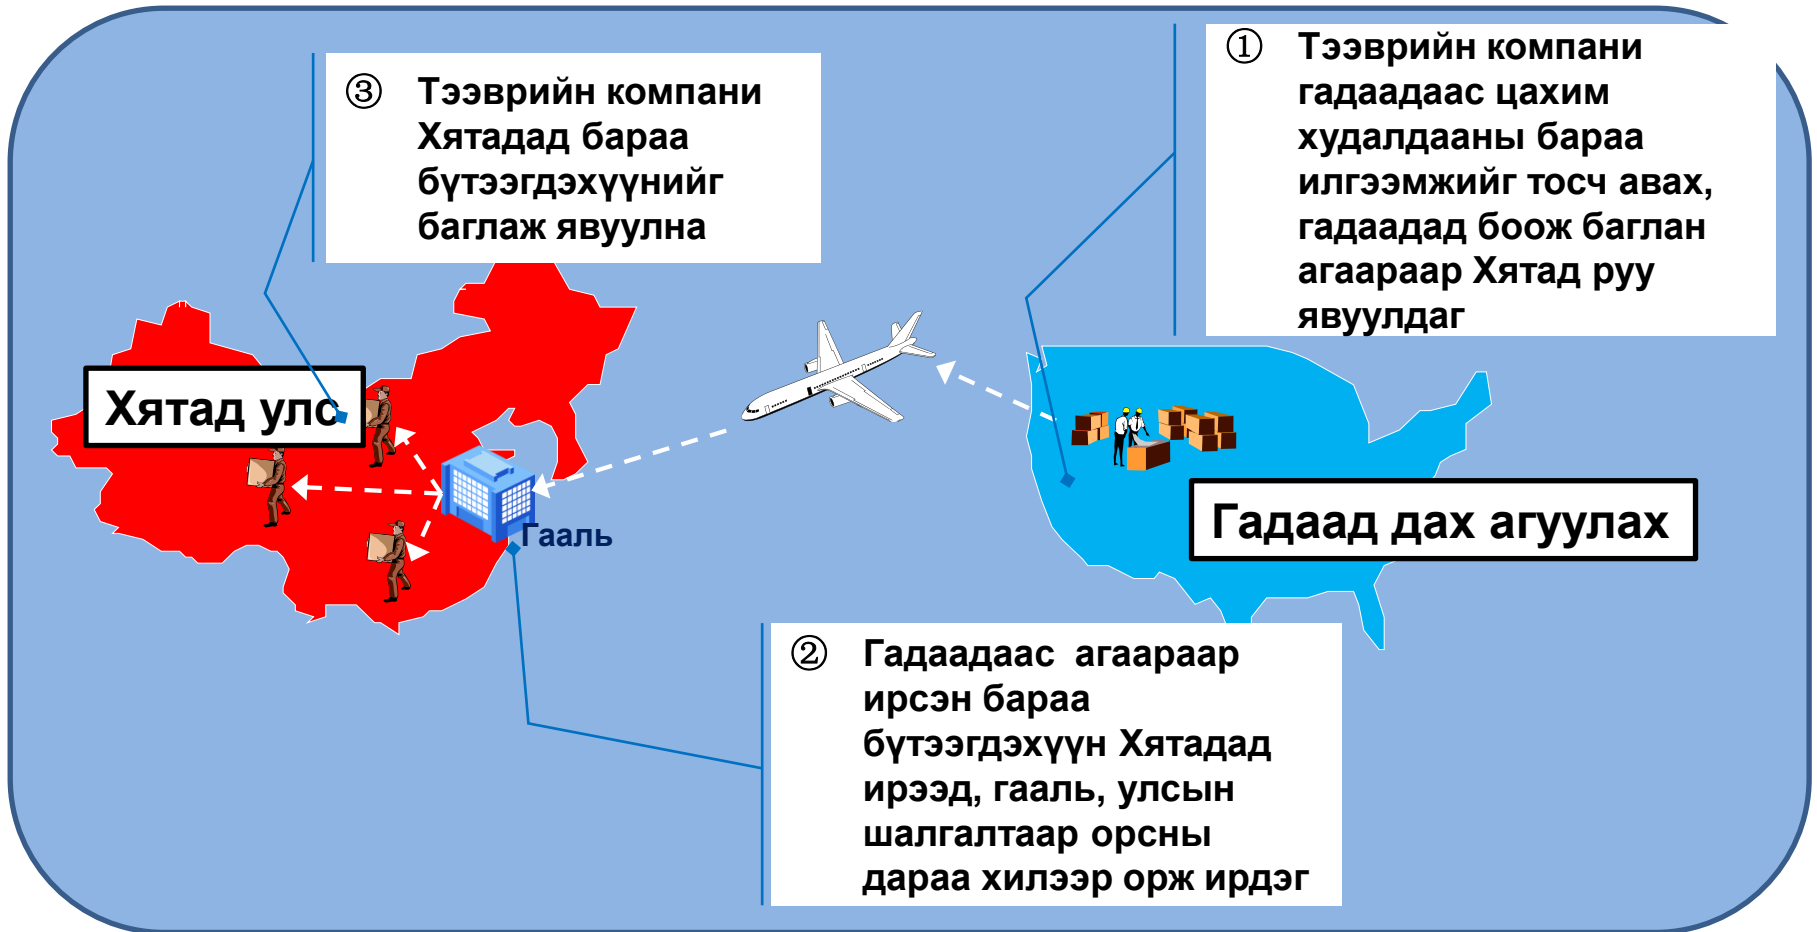 ① Тээврийн компани
гадаадаас цахим
худалдааны бараа
илгээмжийг тосч авах,
гадаадад боож баглан
агаараар Хятад руу
явуулдаг
③ Тээврийн компани
Хятадад бараа
бүтээгдэхүүнийг
баглаж явуулна
Хятад улс
Гааль
Гадаад дах агуулах
② Гадаадаас  агаараар
ирсэн бараа
бүтээгдэхүүн Хятадад
ирээд, гааль, улсын
шалгалтаар орсны
дараа хилээр орж ирдэг